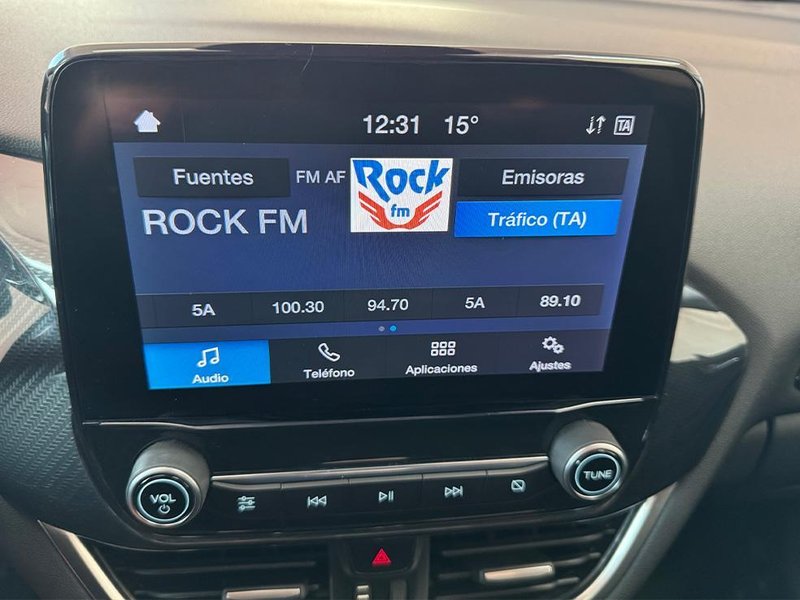 12:31 15° TA
Fuentes FM AF Rock fm Emisoras
ROCK FM Tráfico (TA)
5A 100.30 94.70 5A 89.10
Audio Teléfono Aplicaciones Ajustes
VOL TUNE